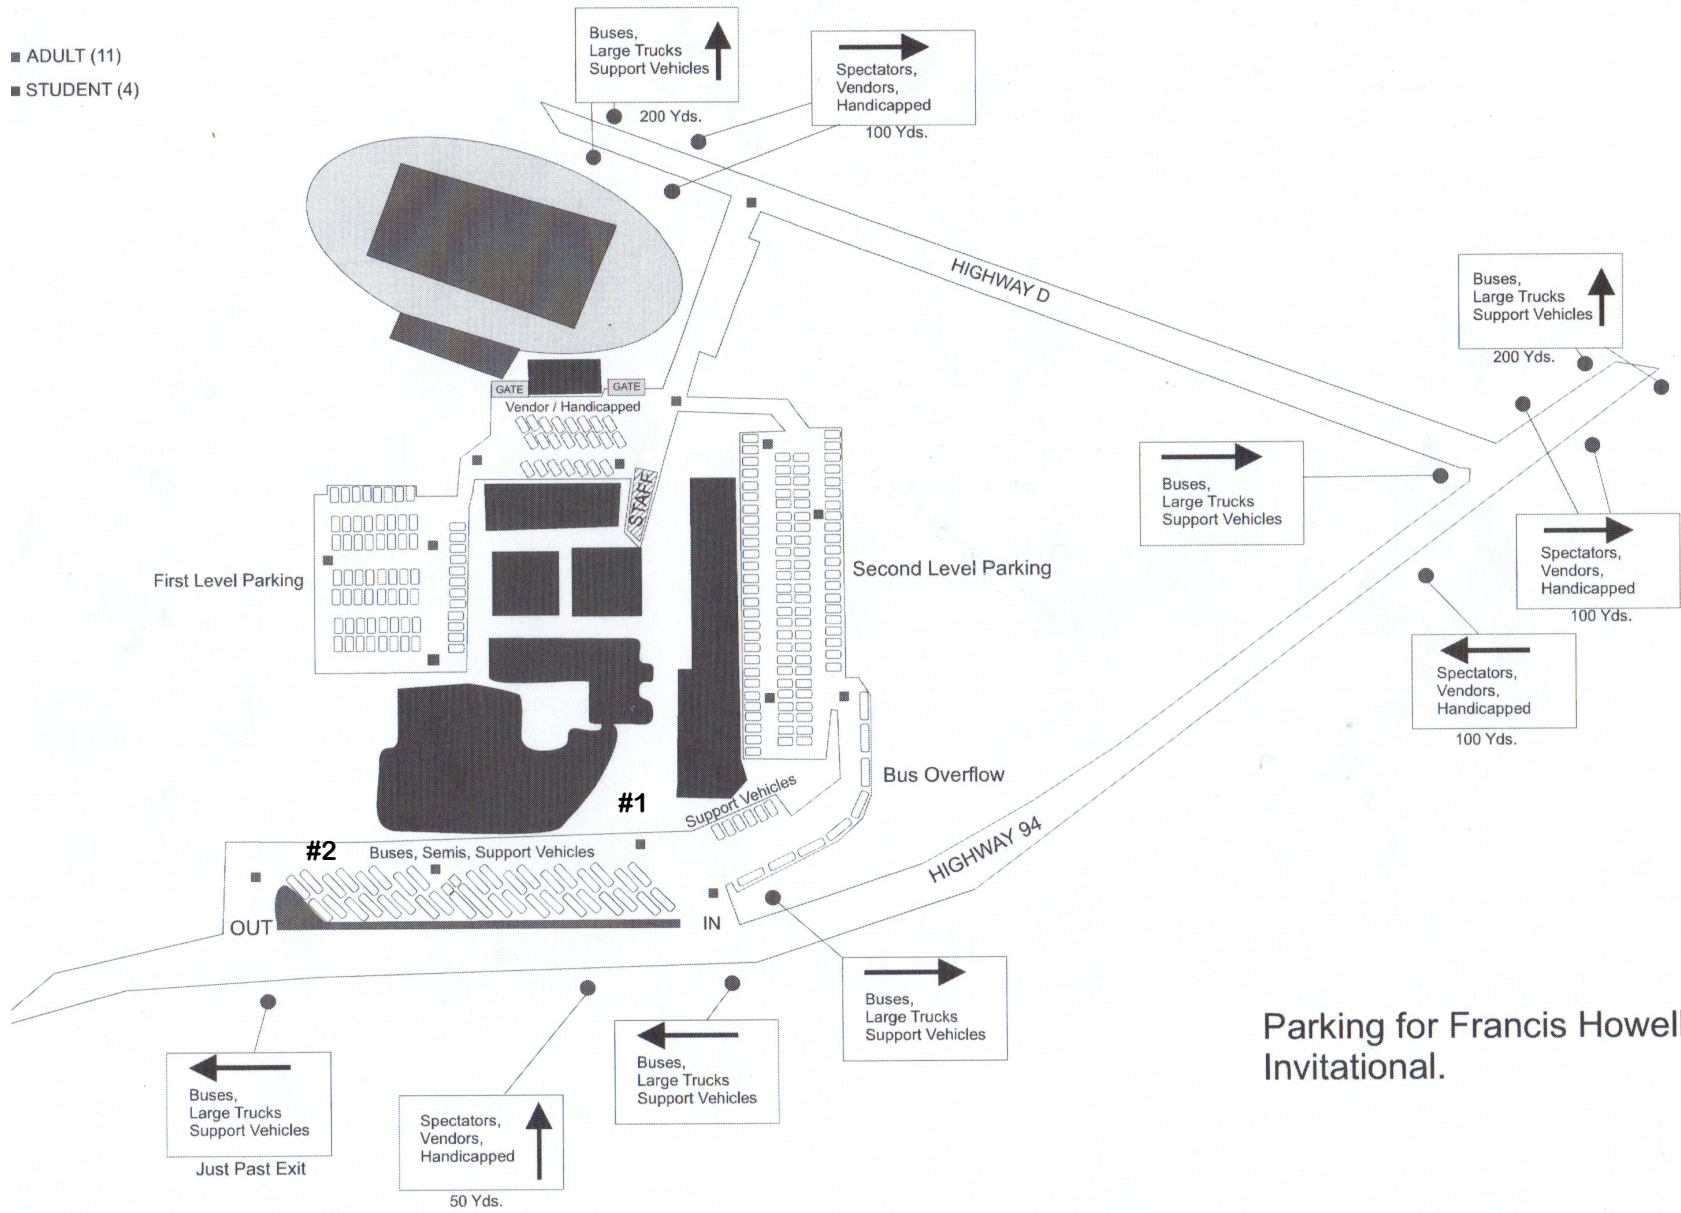 ADULT (11)
STUDENT (4)
Buses,
Large Trucks
Support Vehicles
200 Yds.
Spectators,
Vendors,
Handicapped
100 Yds.
HIGHWAY D
Buses,
Large Trucks
Support Vehicles
200 Yds.
GATE
GATE
Vendor / Handicapped
STAFF
Buses,
Large Trucks
Support Vehicles
Spectators,
Vendors,
Handicapped
100 Yds.
First Level Parking
Second Level Parking
Spectators,
Vendors,
Handicapped
100 Yds.
Bus Overflow
Support Vehicles
#1
#2
Buses, Semis, Support Vehicles
HIGHWAY 94
OUT
IN
Buses,
Large Trucks
Support Vehicles
Parking for Francis Howell
Invitational.
Buses,
Large Trucks
Support Vehicles
Buses,
Large Trucks
Support Vehicles
Just Past Exit
Spectators,
Vendors,
Handicapped
50 Yds.